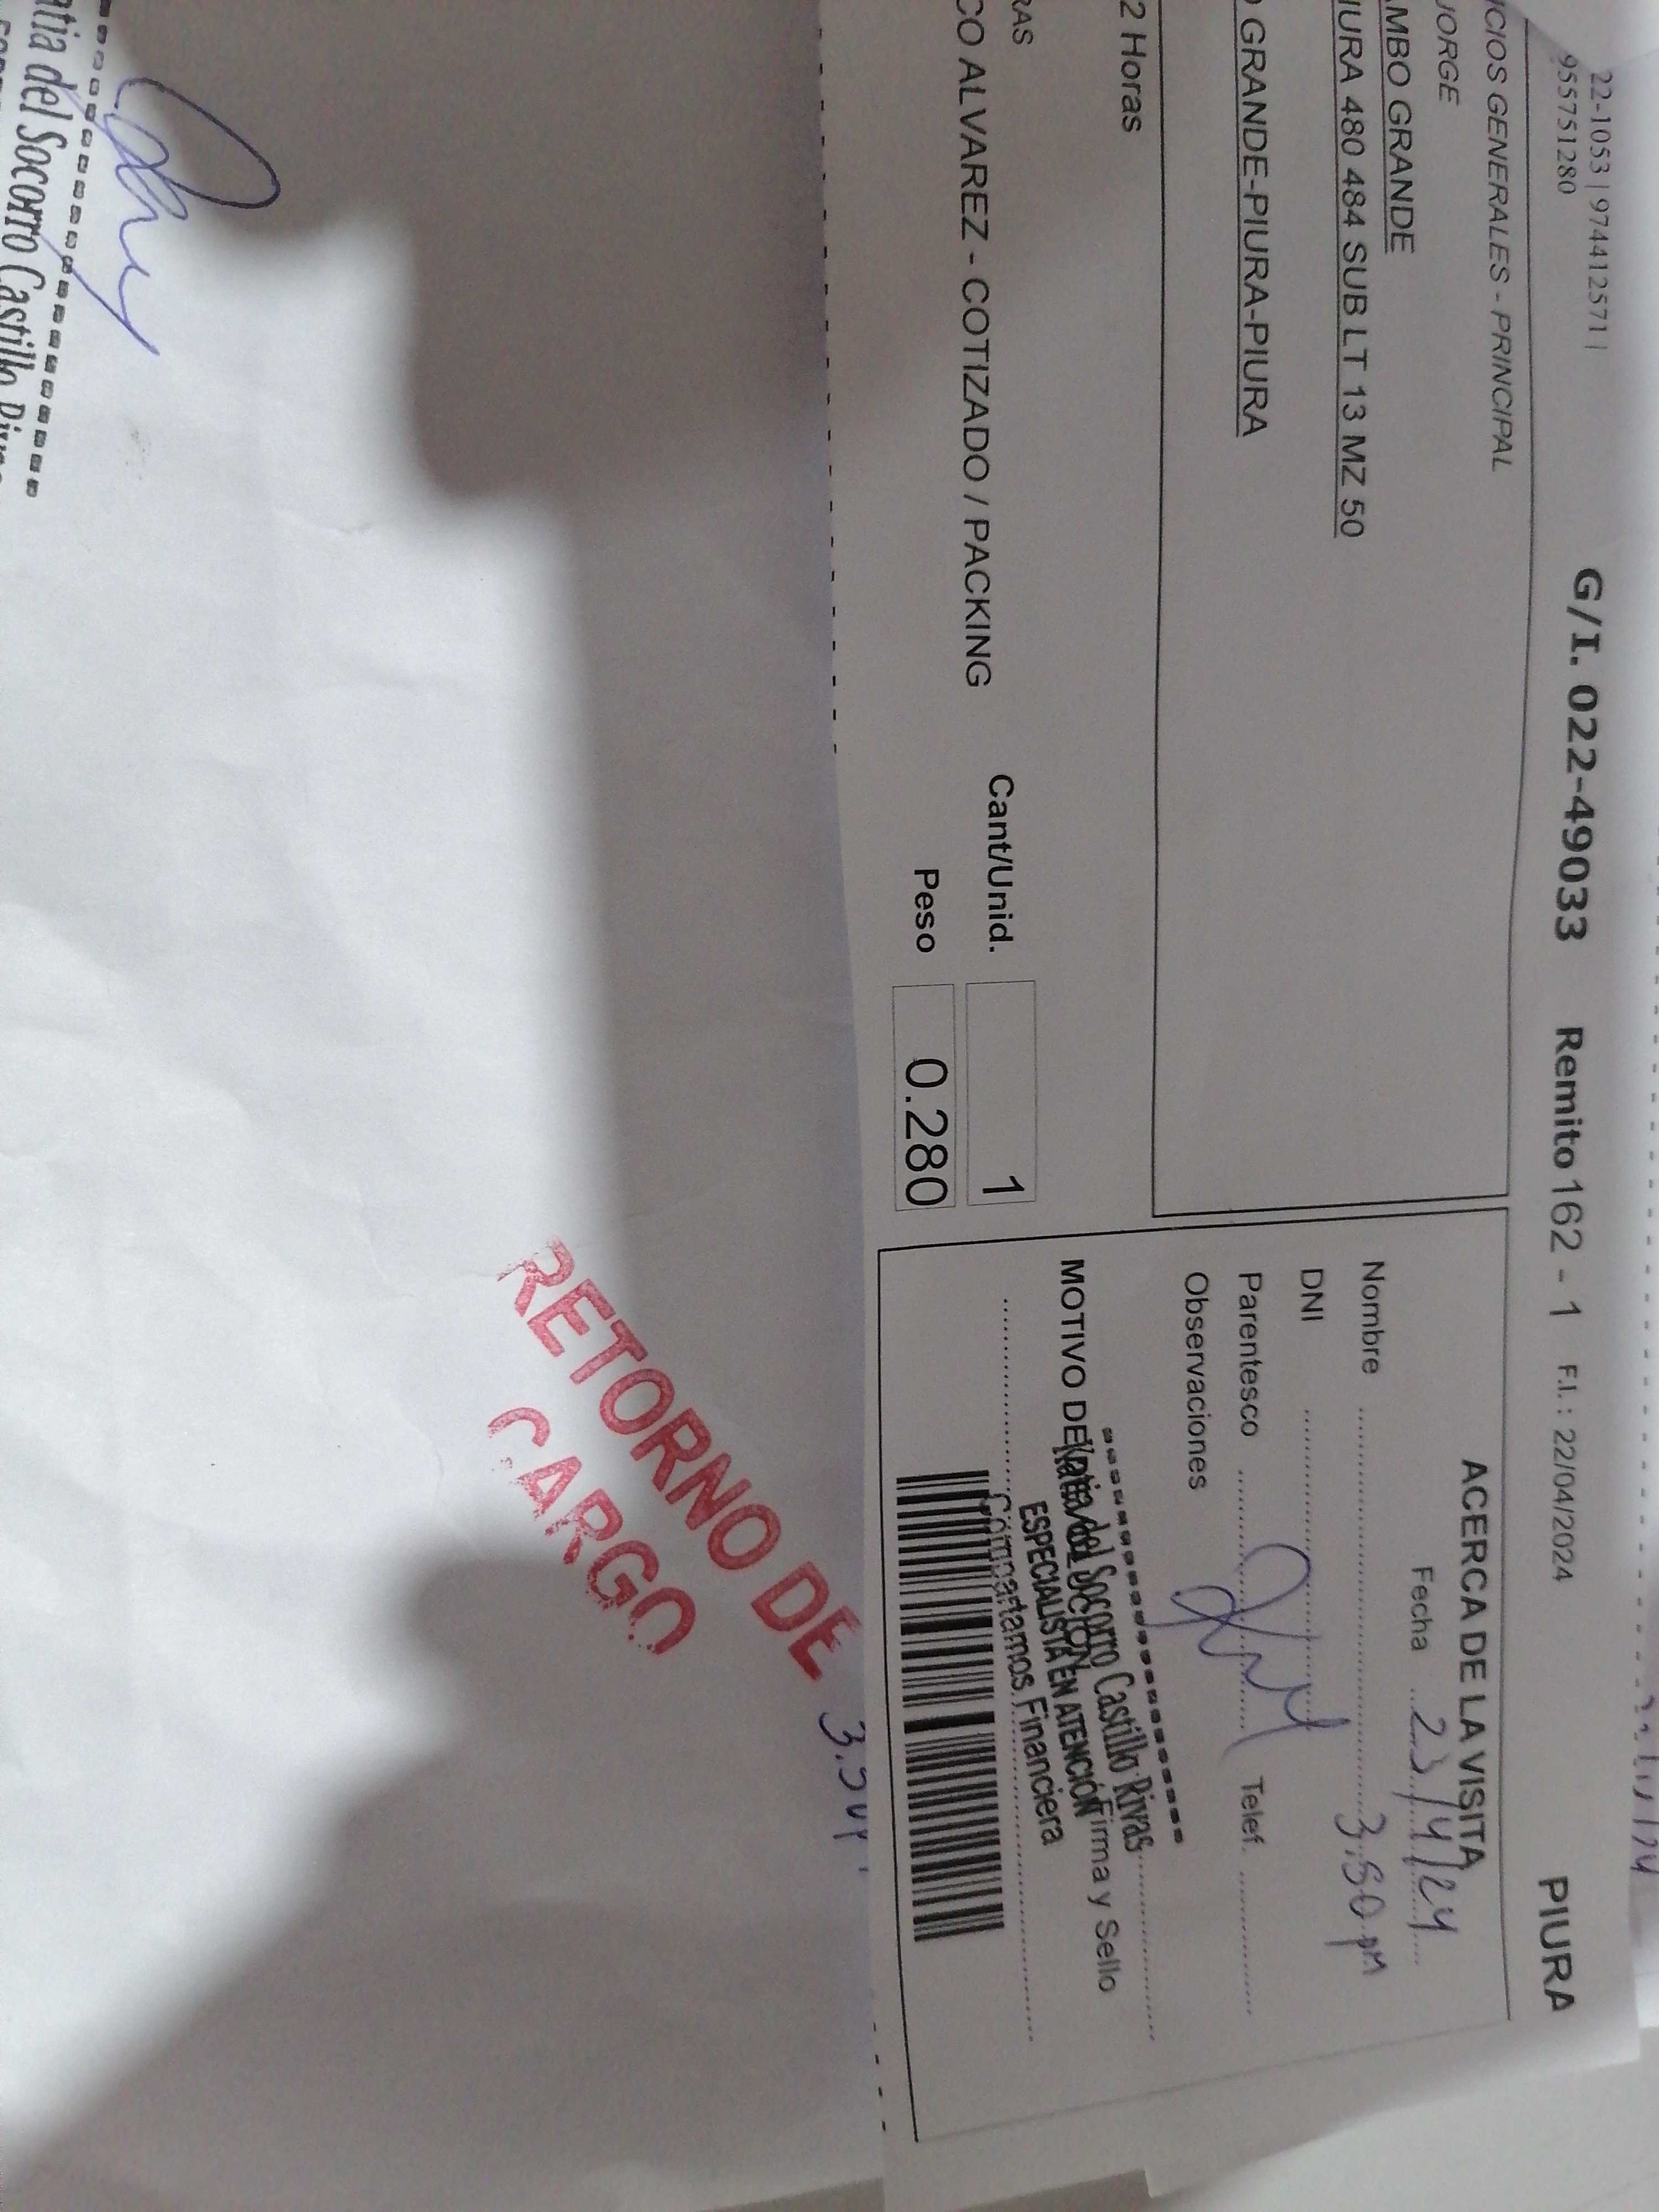 22-1053 | 974412571 |
955751280
G/I. 022-49033 Remito 162 - 1 F.I.: 22/04/2024 PIURA
ICIOS GENERALES - PRINCIPAL
JORGE
MBO GRANDE
IURA 480 484 SUB LT 13 MZ 50
GRANDE-PIURA-PIURA
2 Horas
RAS
CO ALVAREZ - COTIZADO / PACKING
Cant/Unid. 1
Peso 0.280
ACERCA DE LA VISITA
Fecha 23/4/24
Nombre 3:50 pm
DNI
Parentesco Telef.
Observaciones
Firma y Sello
MOTIVO DE
del Socorro Castillo Rivas
ESPECIALISTA EN ATENCIÓN
Compartamos Financiera
RETORNO DE
CARGO
atia del Socorro Castillo